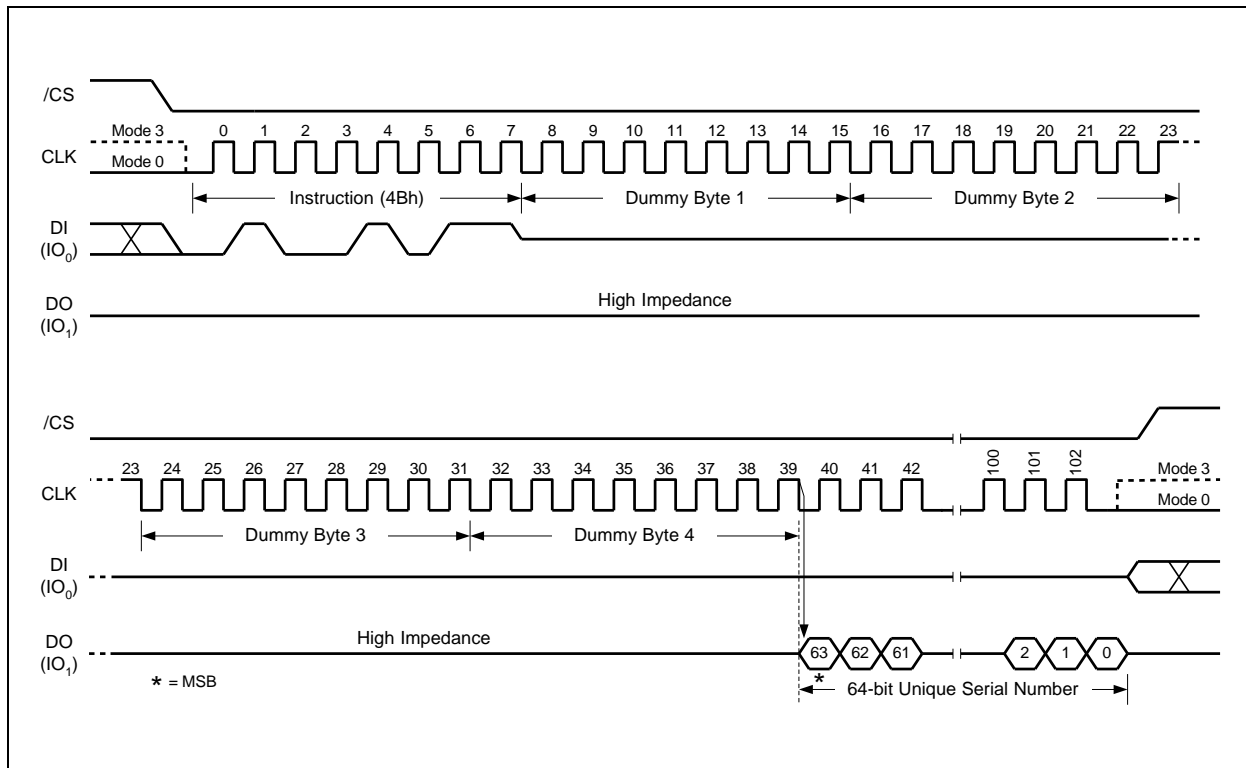 /CS
Mode 3
0 1 2 3 4 5 6 7 8 9 10 11 12 13 14 15 16 17 18 19 20 21 22 23
CLK
Mode 0
Instruction (4Bh) Dummy Byte 1 Dummy Byte 2
DI
(IO0)
High Impedance
DO
(IO1)
/CS
23 24 25 26 27 28 29 30 31 32 33 34 35 36 37 38 39 40 41 42 100 101 102
Mode 3
CLK
Mode 0
Dummy Byte 3 Dummy Byte 4
DI
(IO0)
High Impedance
DO
(IO1)
63 62 61 2 1 0
* = MSB
*
64-bit Unique Serial Number